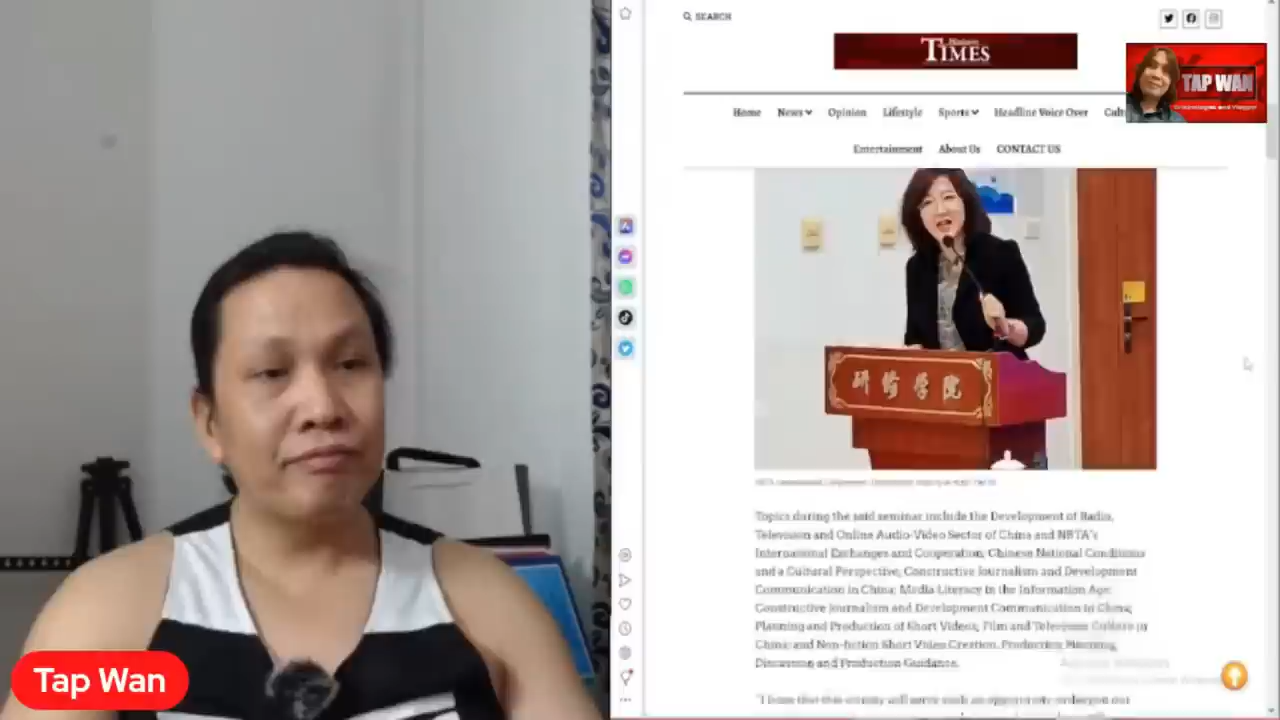 SEARCH
TIMES
TAP WAN
Home News Opinion Lifestyle Sports Headline Voice Over
Entertainment About Us CONTACT US
研修学院
Topics during the said seminar include the Development of Radio,
Television and Online Audio-Video Sector of China and NRTA's
International Exchanges and Cooperation, Chinese National Conditions
and a Cultural Perspective; Constructive Journalism and Development
Communication in China; Media Literacy in the Information Age
Constructive Journalism and Development Communication in China;
Planning and Production of Short Videos; Film and Television Culture in
China; and Non-fiction Short Video Creation, Production Planning,
Discussion and Production Guidance.
Tap Wan